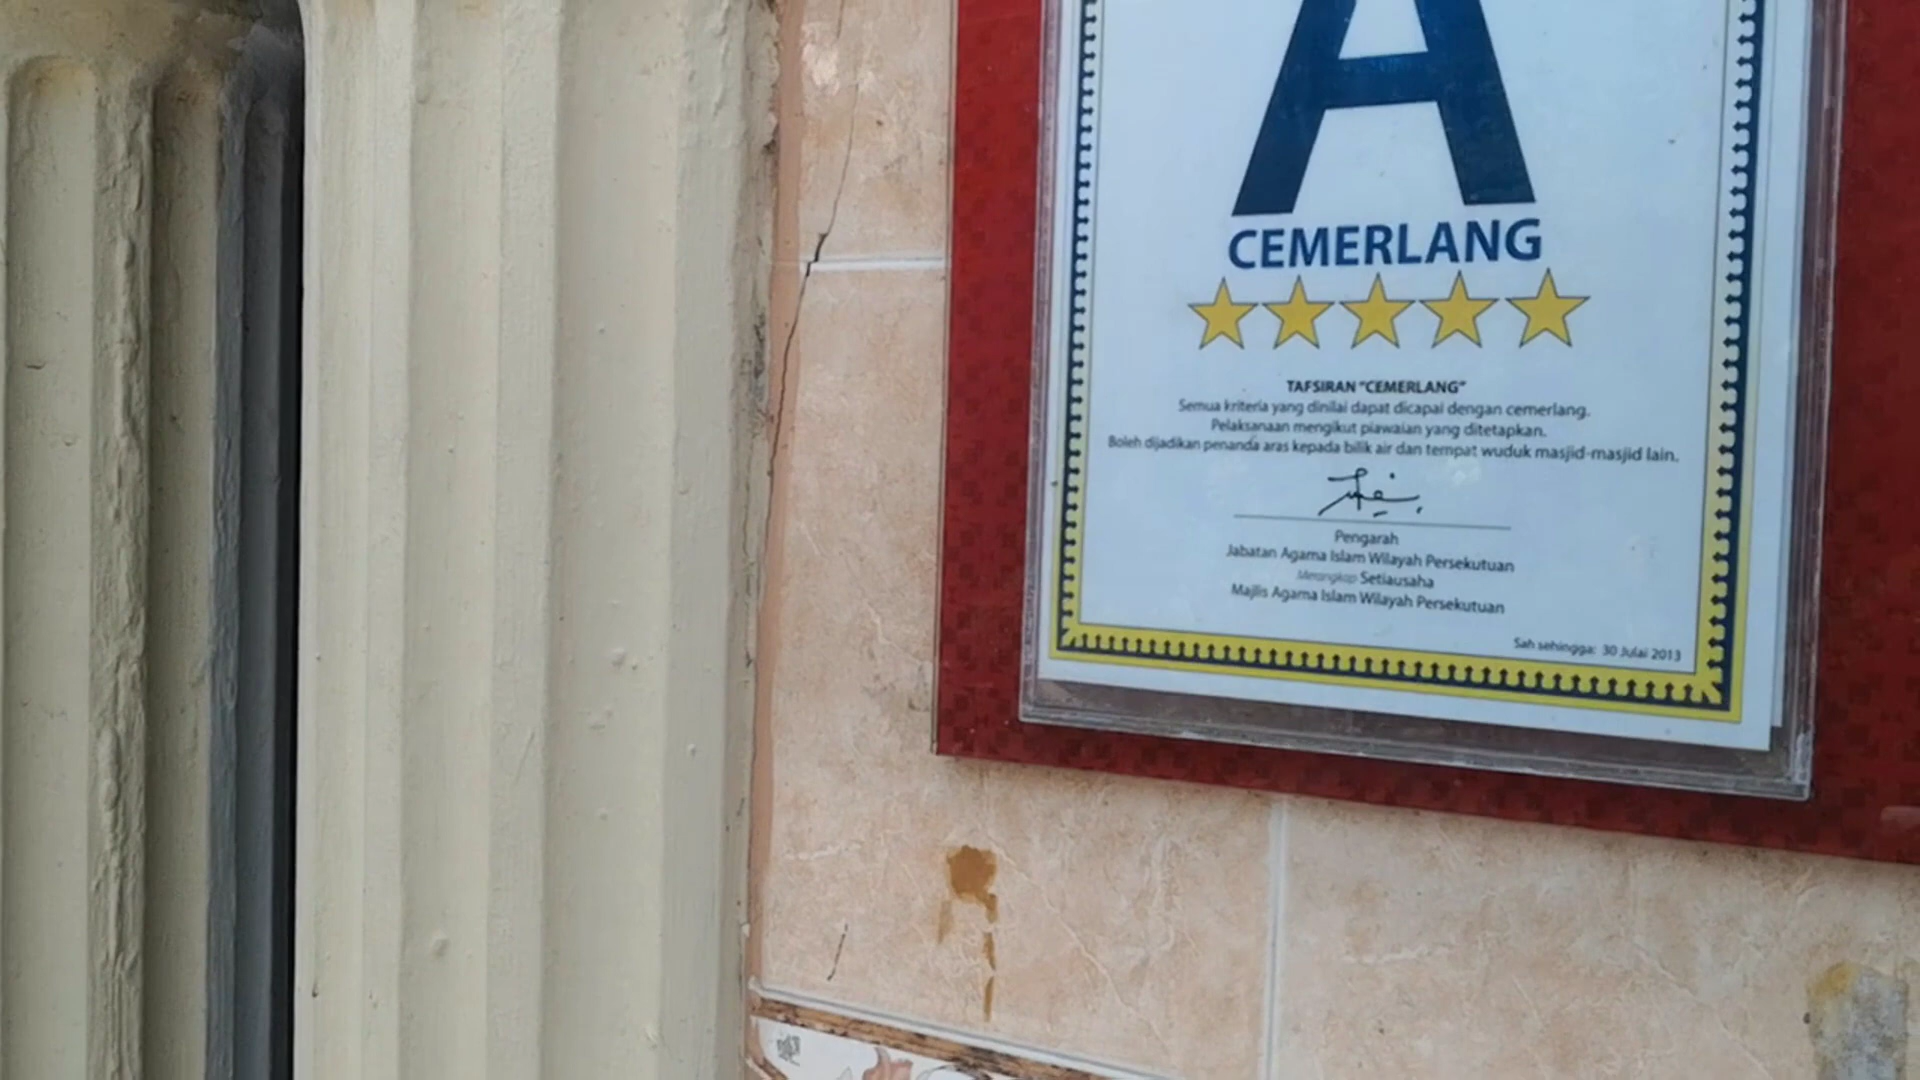 A
CEMERLANG
TAFSIRAN "CEMERLANG"
Semua kriteria yang dinilai dapat dicapai dengan cemerlang.
Pelaksanaan mengikut piawaian yang ditetapkan.
Boleh dijadikan penanda aras kepada bilik air dan tempat wuduk masjid-masjid lain.
Pengarah
Jabatan Agama Islam Wilayah Persekutuan
Merangkap Setiausaha
Majlis Agama Islam Wilayah Persekutuan
Sah sehingga: 30 Julai 2013